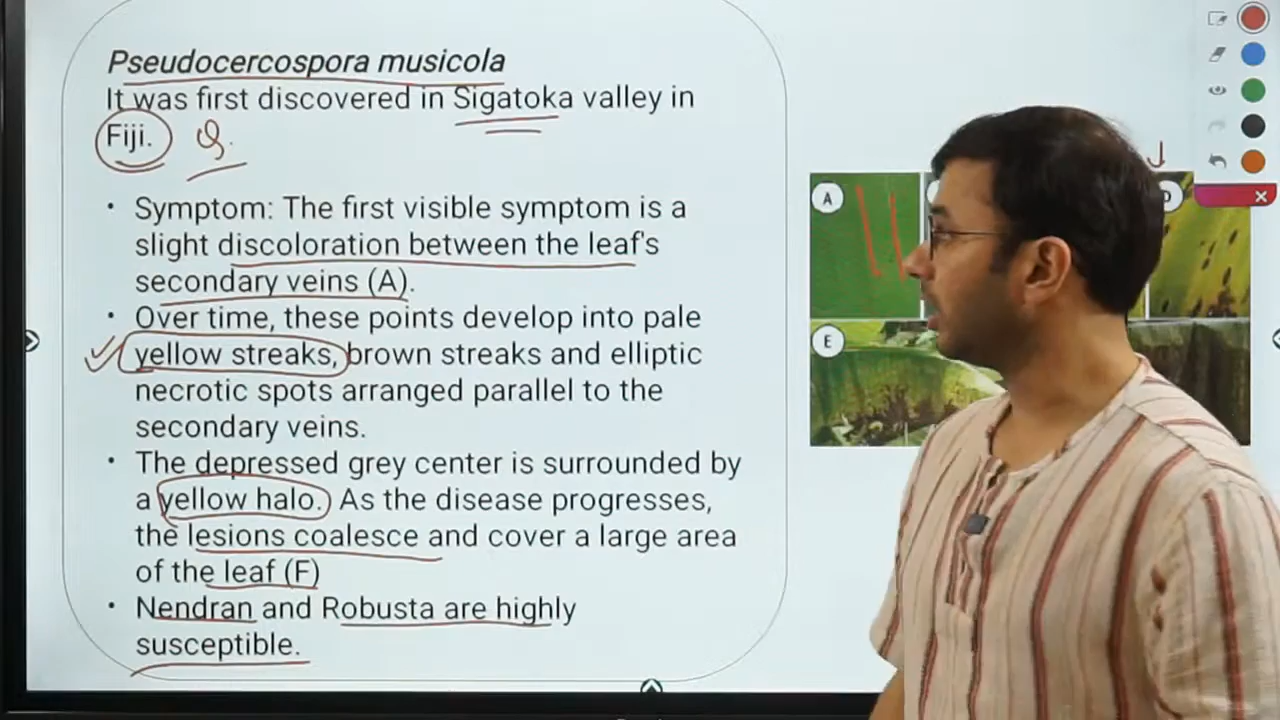 Pseudocercospora musicola
It was first discovered in Sigatoka valley in
Fiji. Q.
• Symptom: The first visible symptom is a
slight discoloration between the leaf's
secondary veins (A).
• Over time, these points develop into pale
yellow streaks, brown streaks and elliptic
necrotic spots arranged parallel to the
secondary veins.
• The depressed grey center is surrounded by
a yellow halo. As the disease progresses,
the lesions coalesce and cover a large area
of the leaf (F)
• Nendran and Robusta are highly
susceptible.
A
D
E